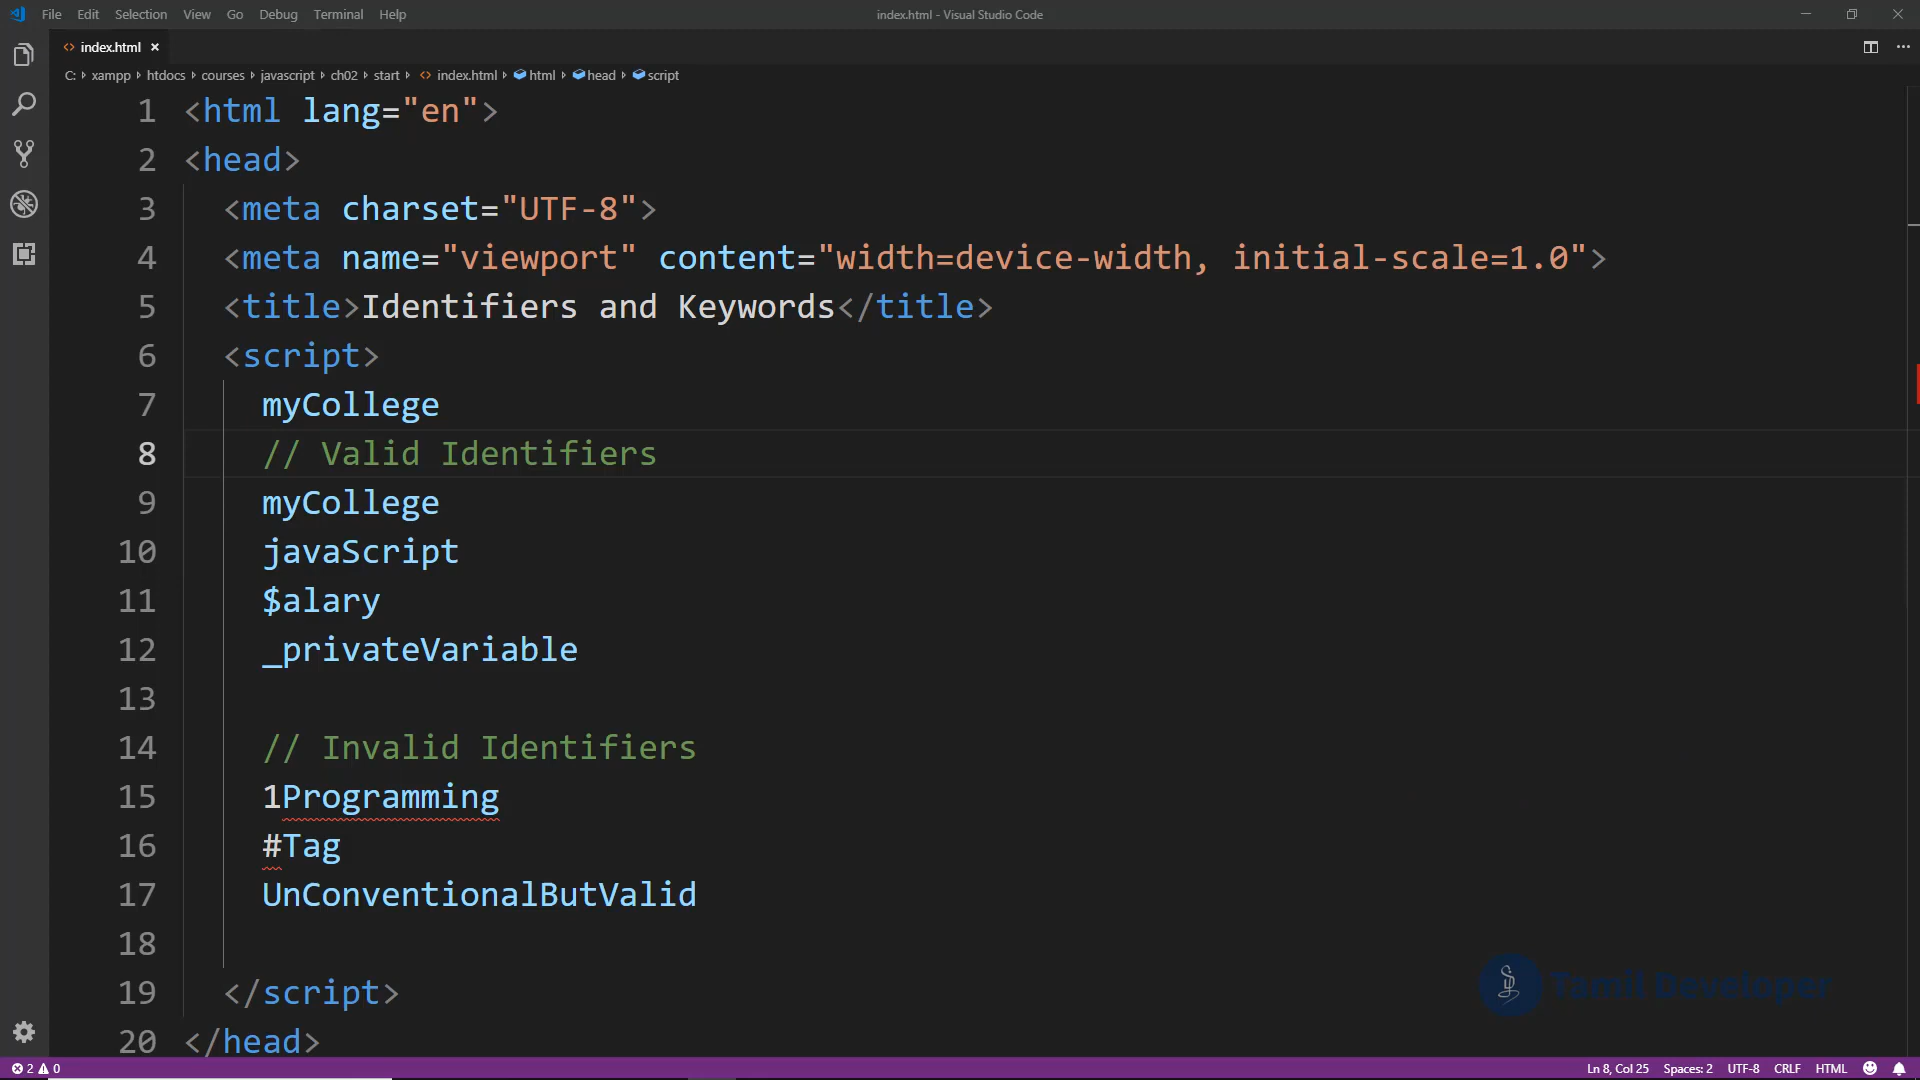 File Edit Selection View Go Debug Terminal Help
index.html - Visual Studio Code
index.html
C: xampp htdocs courses javascript ch02 start index.html html head script
1 <html lang="en">
2 <head>
3 <meta charset="UTF-8">
4 <meta name="viewport" content="width=device-width, initial-scale=1.0">
5 <title>Identifiers and Keywords</title>
6 <script>
7 myCollege
8 // Valid Identifiers
9 myCollege
10 javaScript
11 $alary
12 _privateVariable
13
14 // Invalid Identifiers
15 1Programming
16 #Tag
17 UnConventionalButValid
18
19 </script>
20 </head>
Tamil Developer
2 0
Ln 8, Col 25 Spaces: 2 UTF-8 CRLF HTML